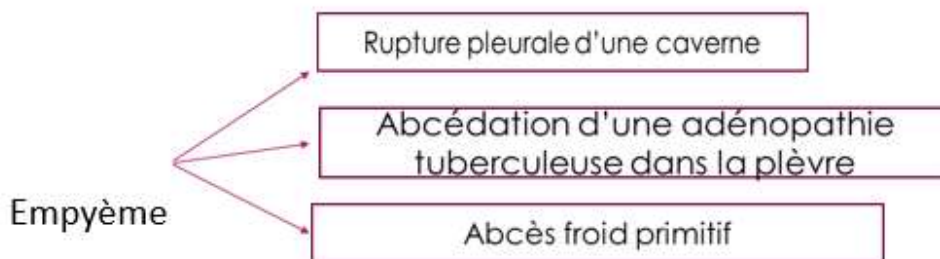 Rupture pleurale d'une caverne
Abcédation d'une adénopathie
tuberculeuse dans la plèvre
Empyème
Abcès froid primitif